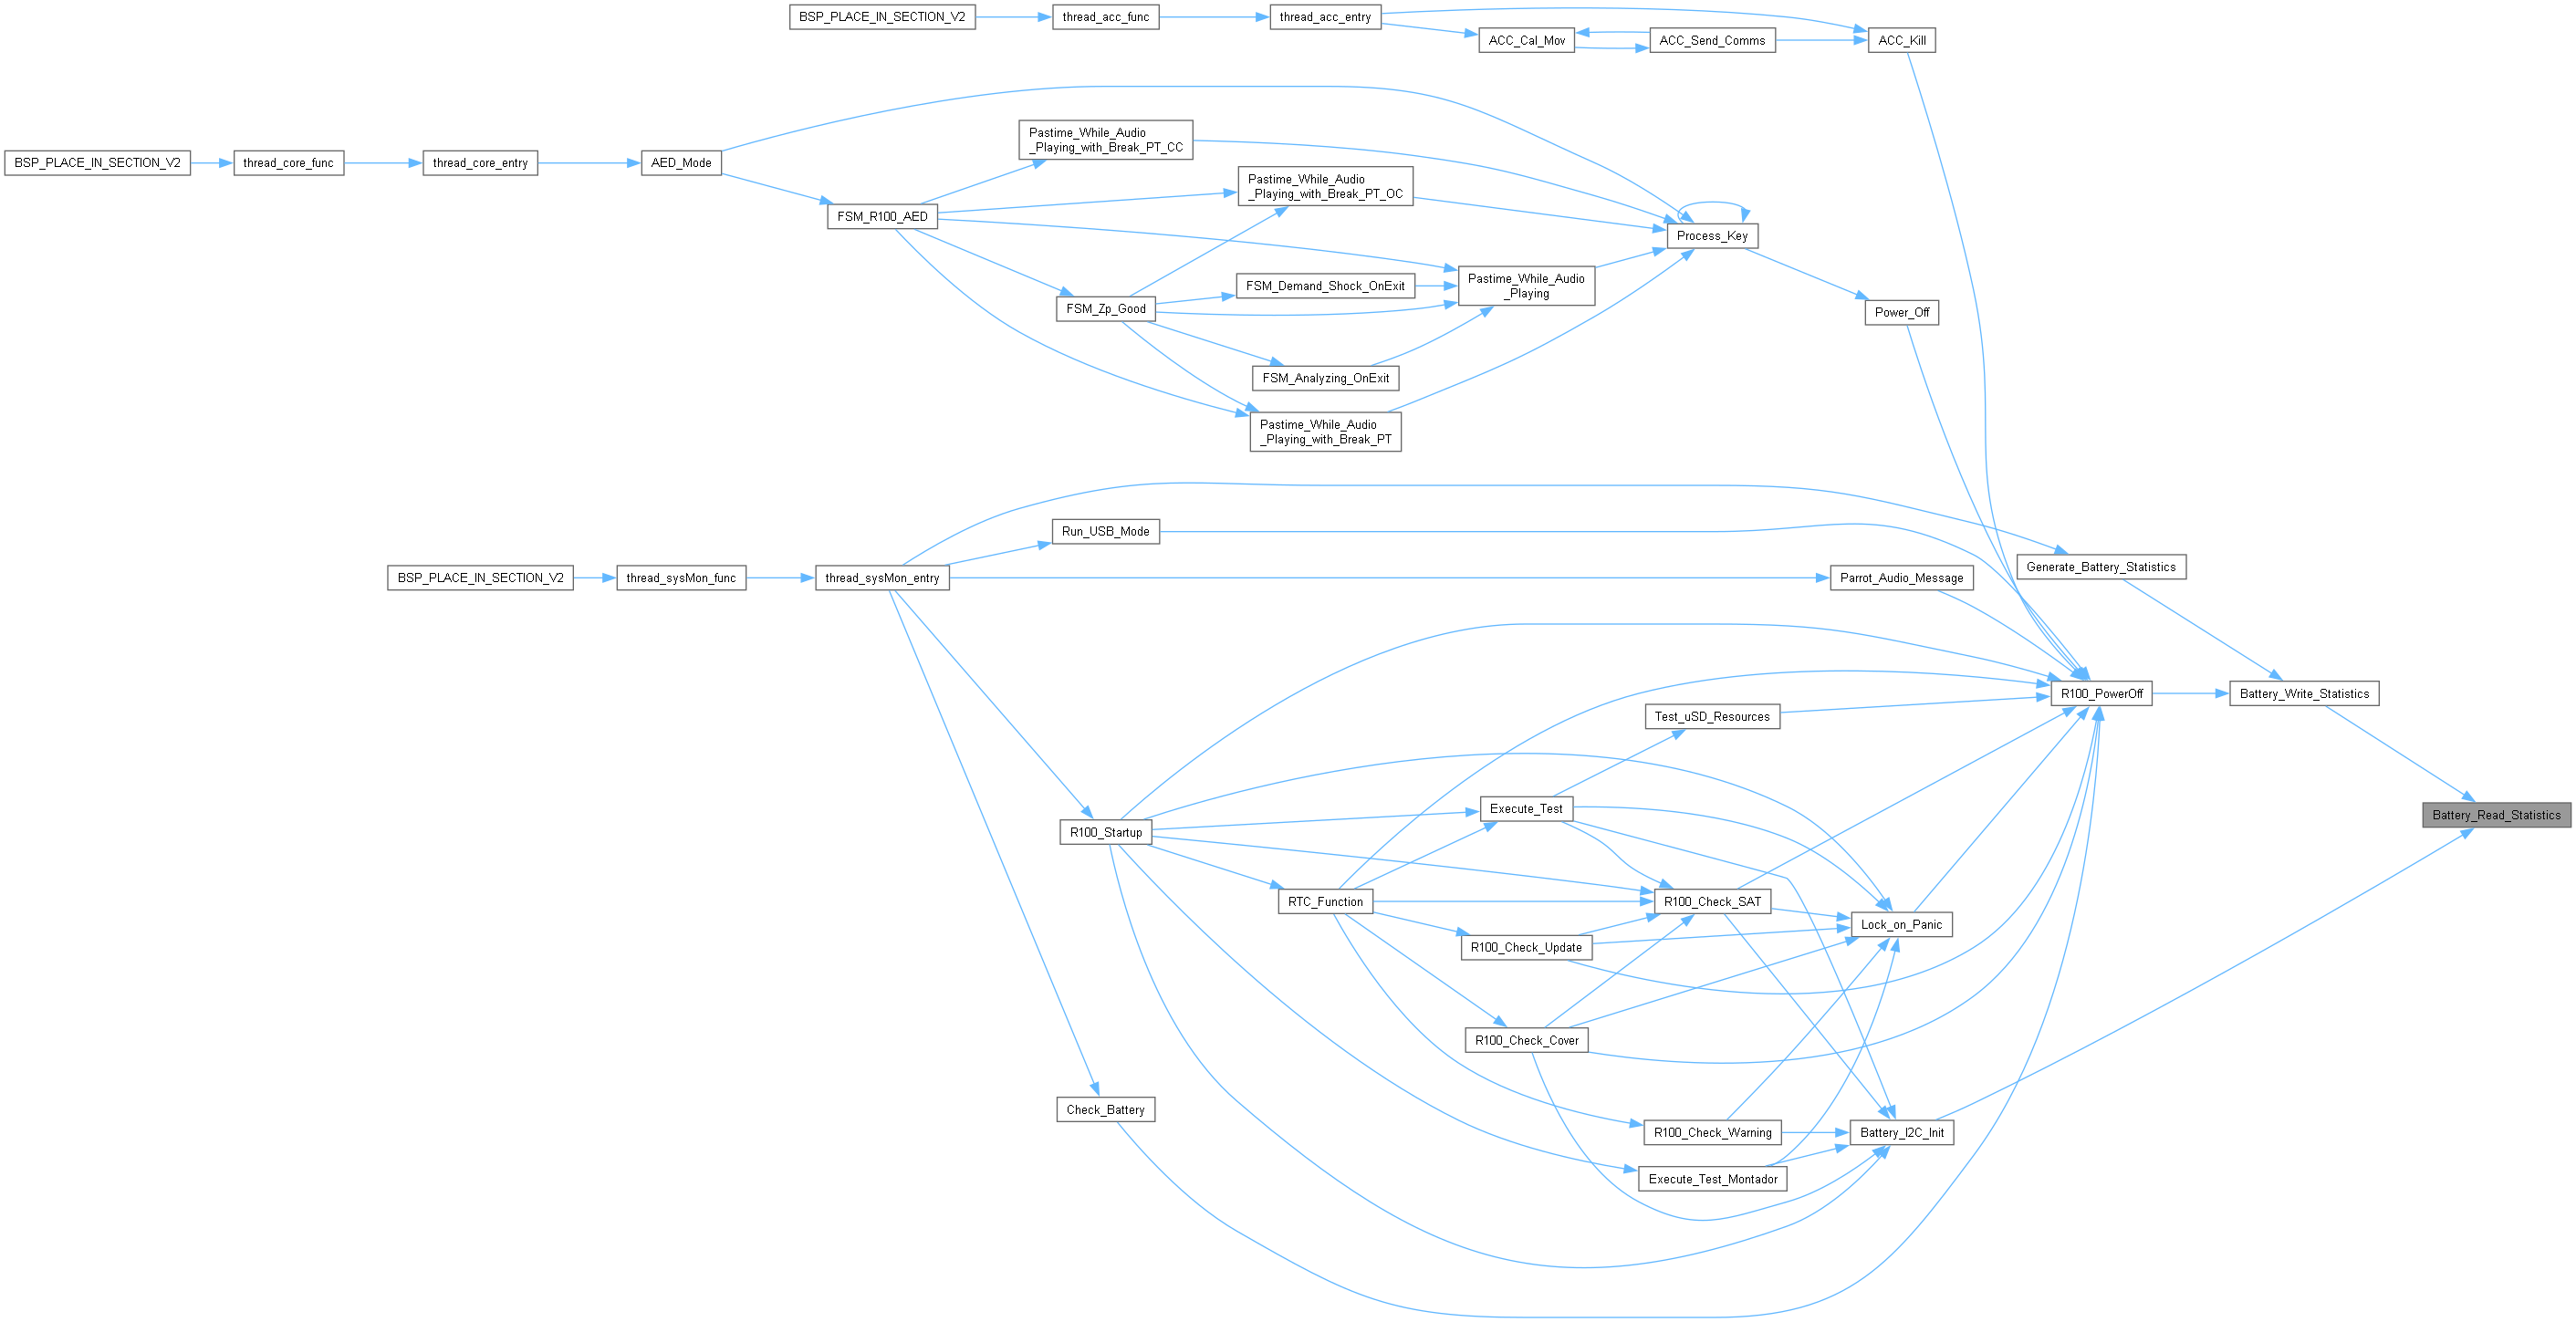 BSP_PLACE_IN_SECTION_V2
thread_acc_func
thread_acc_entry
ACC_Cal_Mov
ACC_Send_Comms
ACC_Kill
BSP_PLACE_IN_SECTION_V2
thread_core_func
thread_core_entry
AED_Mode
Pastime_While_Audio
_Playing_with_Break_PT_CC
Pastime_While_Audio
_Playing_with_Break_PT_OC
FSM_R100_AED
Process_Key
FSM_Demand_Shock_OnExit
Pastime_While_Audio
_Playing
FSM_Zp_Good
Power_Off
FSM_Analyzing_OnExit
Pastime_While_Audio
_Playing_with_Break_PT
Run_USB_Mode
BSP_PLACE_IN_SECTION_V2
thread_sysMon_func
thread_sysMon_entry
Parrot_Audio_Message
Generate_Battery_Statistics
R100_PowerOff
Battery_Write_Statistics
Test_uSD_Resources
Execute_Test
Battery_Read_Statistics
R100_Startup
RTC_Function
R100_Check_SAT
Lock_on_Panic
R100_Check_Update
R100_Check_Cover
Check_Battery
R100_Check_Warning
Battery_I2C_Init
Execute_Test_Montador